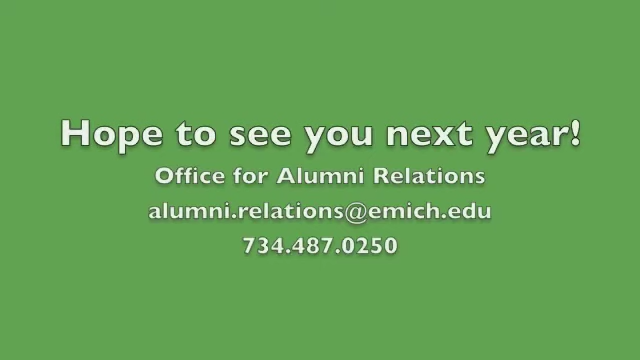 Hope to see you next year!
Office for Alumni Relations
alumni.relations@emich.edu
734.487.0250